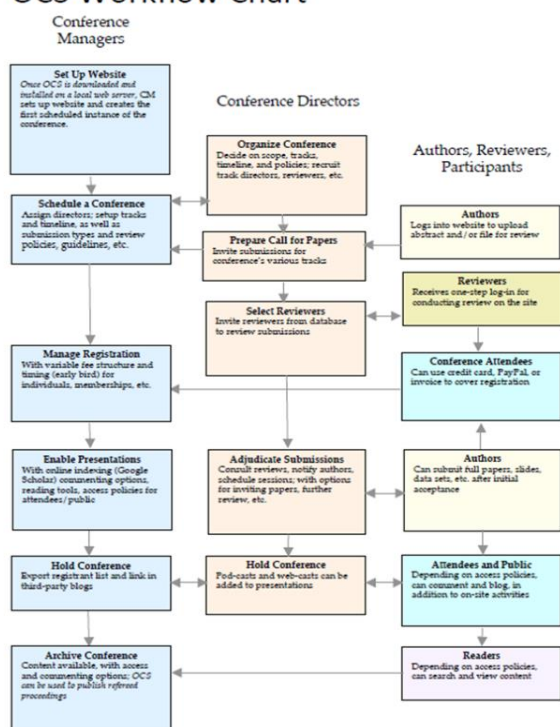 OCS Workflow Chart
Conference
Managers
Set Up Website
Once OCS is downloaded and
installed on a local web server, CM
sets up website and creates the
first scheduled instance of the
conference.
Schedule a Conference
Assign directors; setup tracks
and timeline, as well as
submission types and review
policies, guidelines, etc.
Manage Registration
With variable fee structure and
timing (early bird) for
individuals, memberships, etc.
Enable Presentations
With online indexing (Google
Scholar) commenting options,
reading tools, access policies for
attendees/public
Hold Conference
Export registrant list and link in
third-party blogs
Archive Conference
Content available, with access
and commenting options; OCS
can be used to publish refereed
proceedings
Conference Directors
Organize Conference
Decide on scope, tracks,
timeline, and policies; recruit
track directors, reviewers, etc.
Prepare Call for Papers
Invite submissions for
conference's various tracks
Select Reviewers
Invite reviewers from database
to review submissions
Adjudicate Submissions
Consult reviews, notify authors,
schedule sessions; with options
for inviting papers, further
review, etc.
Hold Conference
Pod-casts and web-casts can be
added to presentations
Authors, Reviewers,
Participants
Authors
Logs into website to upload
abstract and/or file for review
Reviewers
Receives one-step log-in for
conducting review on the site
Conference Attendees
Can use credit card, PayPal, or
invoice to cover registration
Authors
Can submit full papers, slides,
data sets, etc. after initial
acceptance
Attendees and Public
Depending on access policies,
can comment and blog, in
addition to on-site activities
Readers
Depending on access policies,
can search and view content